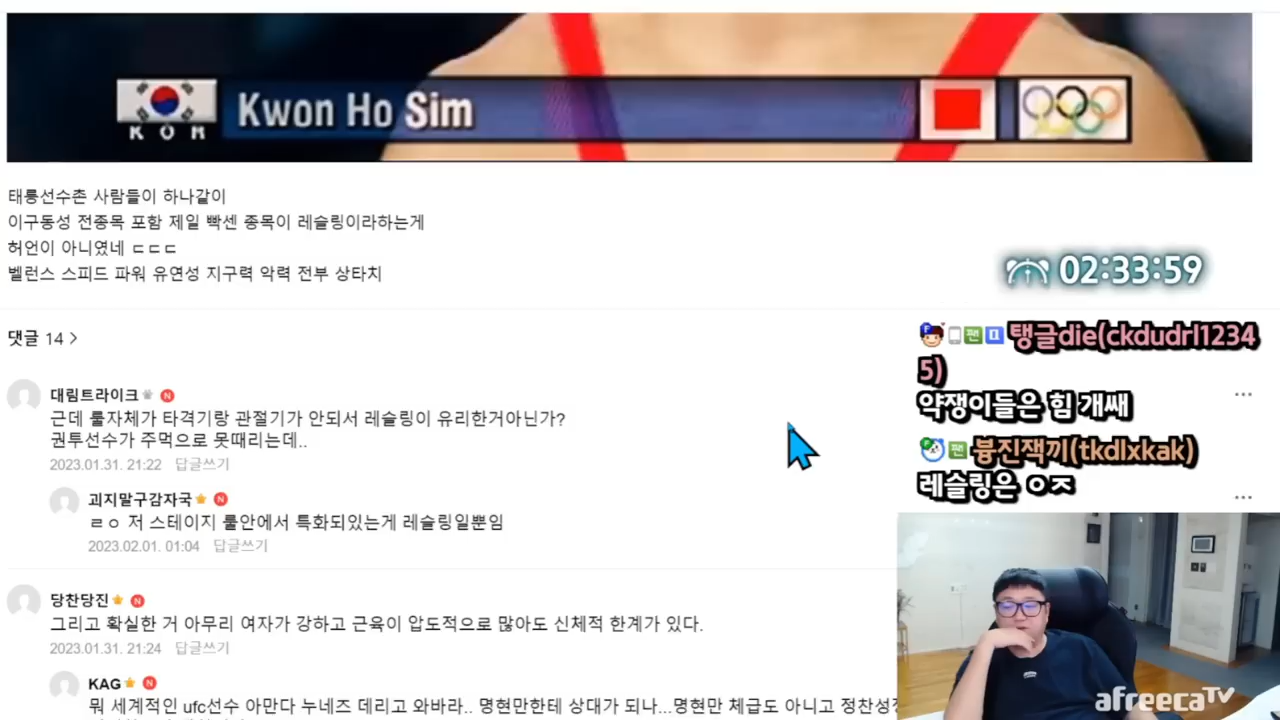 KOR
Kwon Ho Sim
태릉선수촌 사람들이 하나같이
이구동성 전종목 포함 제일 빡센 종목이 레슬링이라하는게
허언이 아니였네 ㄷㄷㄷ
벨런스 스피드 파워 유연성 지구력 악력 전부 상타치
02:33:59
댓글 14 >
탱글die(ckdudrl1234
5)
약쟁이들은 힘 개쌔
븅진잭끼(tkdlxkak)
레슬링은 ㅇㅈ
대림트라이크 N
근데 룰자체가 타격기랑 관절기가 안되서 레슬링이 유리한거아닌가?
권투선수가 주먹으로 못때리는데..
2023.01.31. 21:22 답글쓰기
괴지말구감자국 N
ㄹㅇ 저 스테이지 룰안에서 특화되있는게 레슬링일뿐임
2023.02.01. 01:04 답글쓰기
당찬당진 N
그리고 확실한 거 아무리 여자가 강하고 근육이 압도적으로 많아도 신체적 한계가 있다.
2023.01.31. 21:24 답글쓰기
KAG N
뭐 세계적인 ufc선수 아만다 누네즈 데리고 와바라.. 명현만한테 상대가 되나...명현만 체급도 아니고 정찬성
afreecaTV